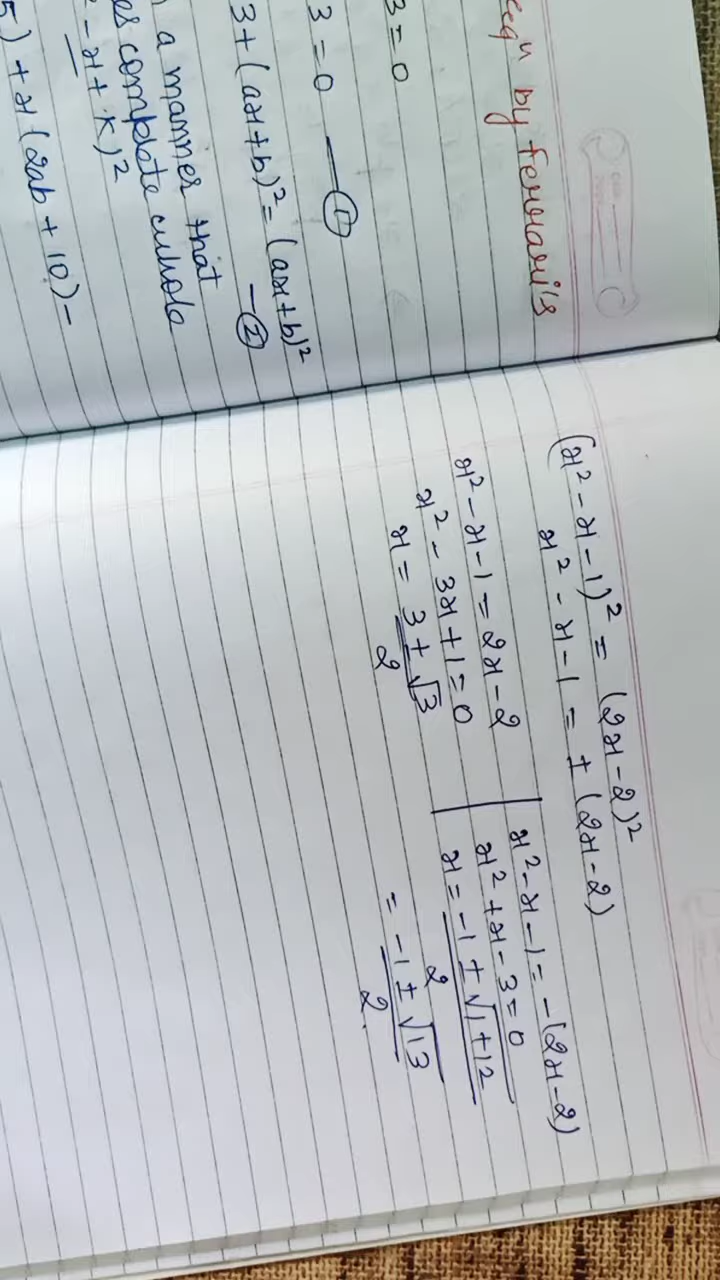 eqⁿ by Ferrari's
3 = 0
3 = 0 —①
3 + (ax+b)² = (ax+b)²
—②
a manner that
es complete whole
- x + k)²
5) + x (2ab + 10) -
(x² - x - 1)² = (2x - 2)²
x² - x - 1 = ± (2x - 2)
x² - x - 1 = 2x - 2
x² - 3x + 1 = 0
x = 3 + √3 / 2
x² - x - 1 = -(2x - 2)
x² + x - 3 = 0
x = -1 ± √1+12 / 2
= -1 ± √13 / 2.